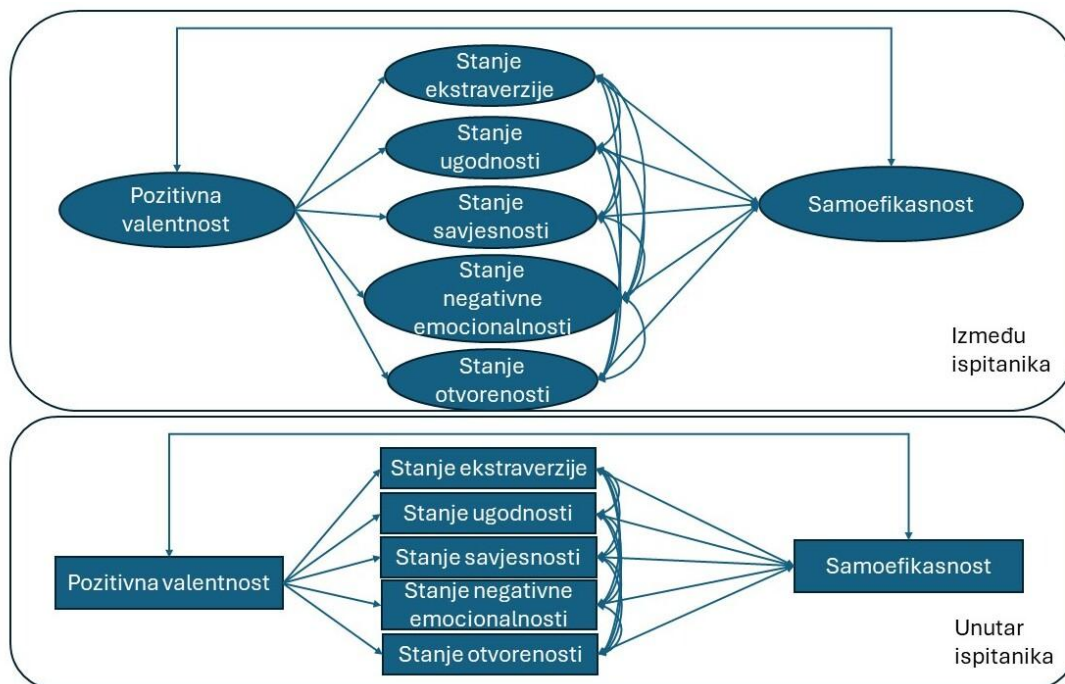 Stanje
ekstraverzije
Stanje
ugodnosti
Pozitivna
valentnost
Stanje
savjesnosti
Samoefikasnost
Stanje
negativne
emocionalnosti
Stanje
otvorenosti
Između
ispitanika
Stanje ekstraverzije
Stanje ugodnosti
Stanje savjesnosti
Pozitivna valentnost
Samoefikasnost
Stanje negativne
emocionalnosti
Stanje otvorenosti
Unutar
ispitanika